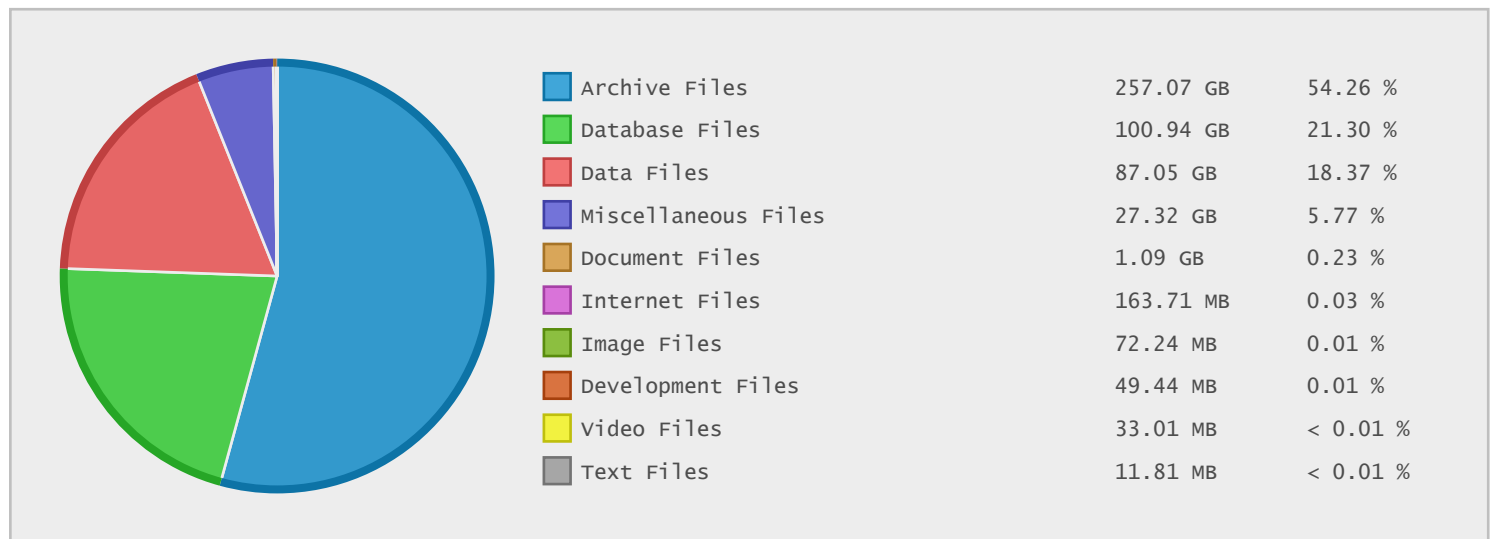 Archive Files 257.07 GB 54.26 %
Database Files 100.94 GB 21.30 %
Data Files 87.05 GB 18.37 %
Miscellaneous Files 27.32 GB 5.77 %
Document Files 1.09 GB 0.23 %
Internet Files 163.71 MB 0.03 %
Image Files 72.24 MB 0.01 %
Development Files 49.44 MB 0.01 %
Video Files 33.01 MB < 0.01 %
Text Files 11.81 MB < 0.01 %